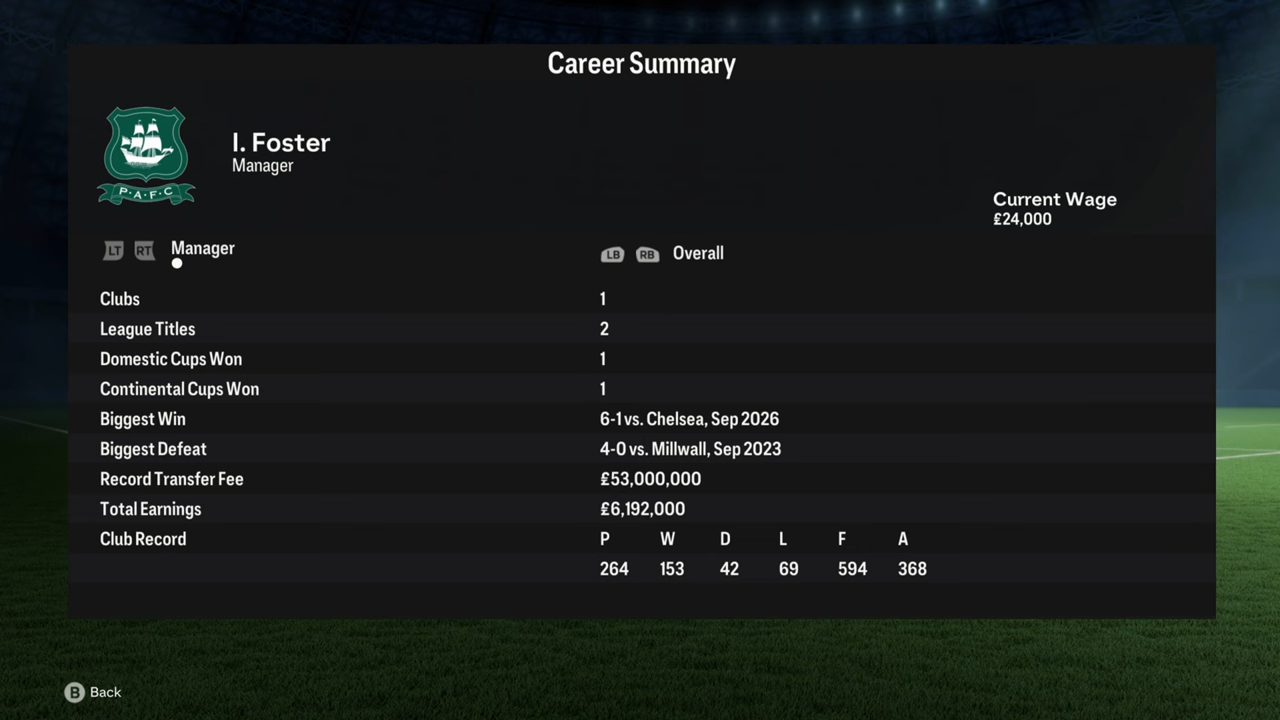 Career Summary
P·A·F·C
I. Foster
Manager
Current Wage
£24,000
LT RT Manager
LB RB Overall
Clubs 1
League Titles 2
Domestic Cups Won 1
Continental Cups Won 1
Biggest Win 6-1 vs. Chelsea, Sep 2026
Biggest Defeat 4-0 vs. Millwall, Sep 2023
Record Transfer Fee £53,000,000
Total Earnings £6,192,000
Club Record P W D L F A
264 153 42 69 594 368
B Back